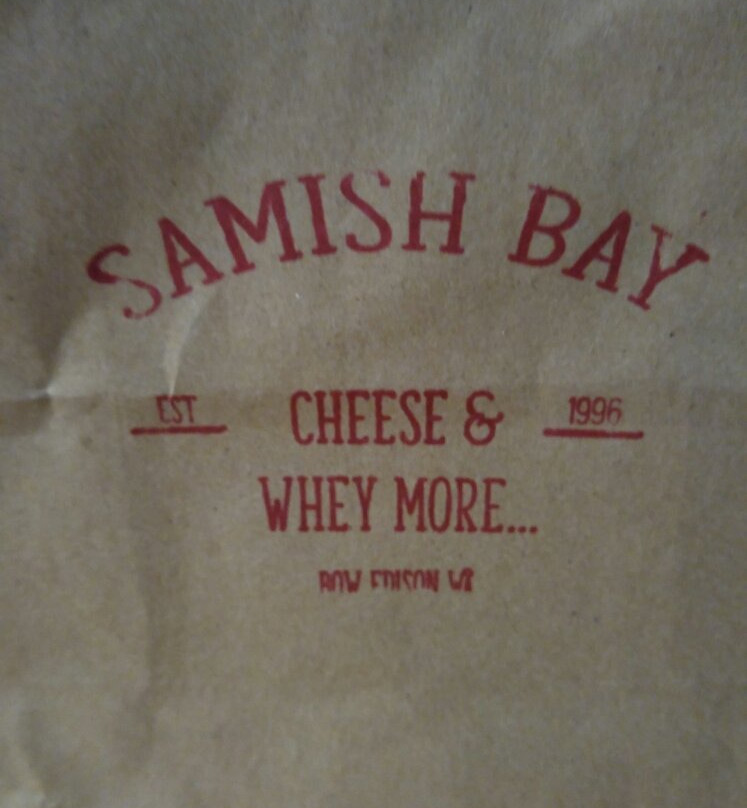 SAMISH BAY
EST CHEESE & 1996
WHEY MORE...
BOW EDISON WA